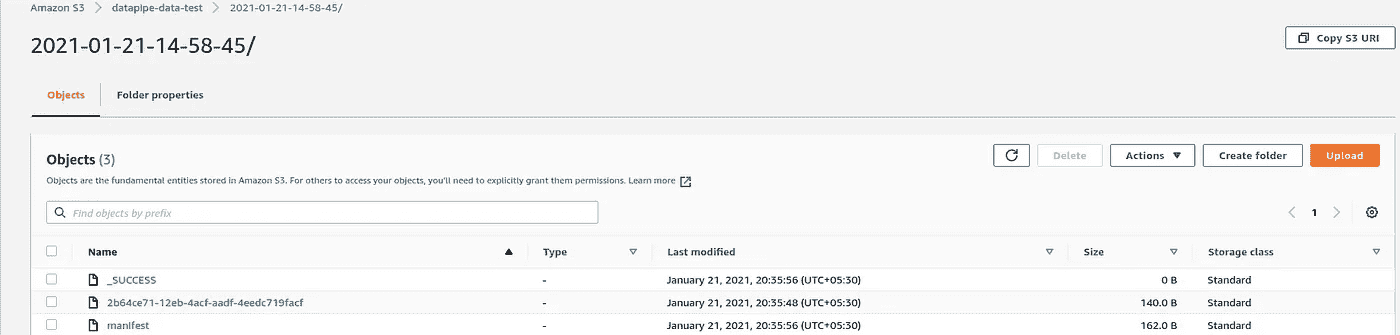 Amazon S3 > datapipe-data-test > 2021-01-21-14-58-45/
2021-01-21-14-58-45/
Copy S3 URI
Objects
Folder properties
Objects (3)
Delete
Actions
Create folder
Upload
Objects are the fundamental entities stored in Amazon S3. For others to access your objects, you'll need to explicitly grant them permissions. Learn more
Find objects by prefix
1
Name Type Last modified Size Storage class
_SUCCESS - January 21, 2021, 20:35:56 (UTC+05:30) 0 B Standard
2b64ce71-12eb-4acf-aadf-4eedc719facf - January 21, 2021, 20:35:48 (UTC+05:30) 140.0 B Standard
manifest - January 21, 2021, 20:35:56 (UTC+05:30) 162.0 B Standard